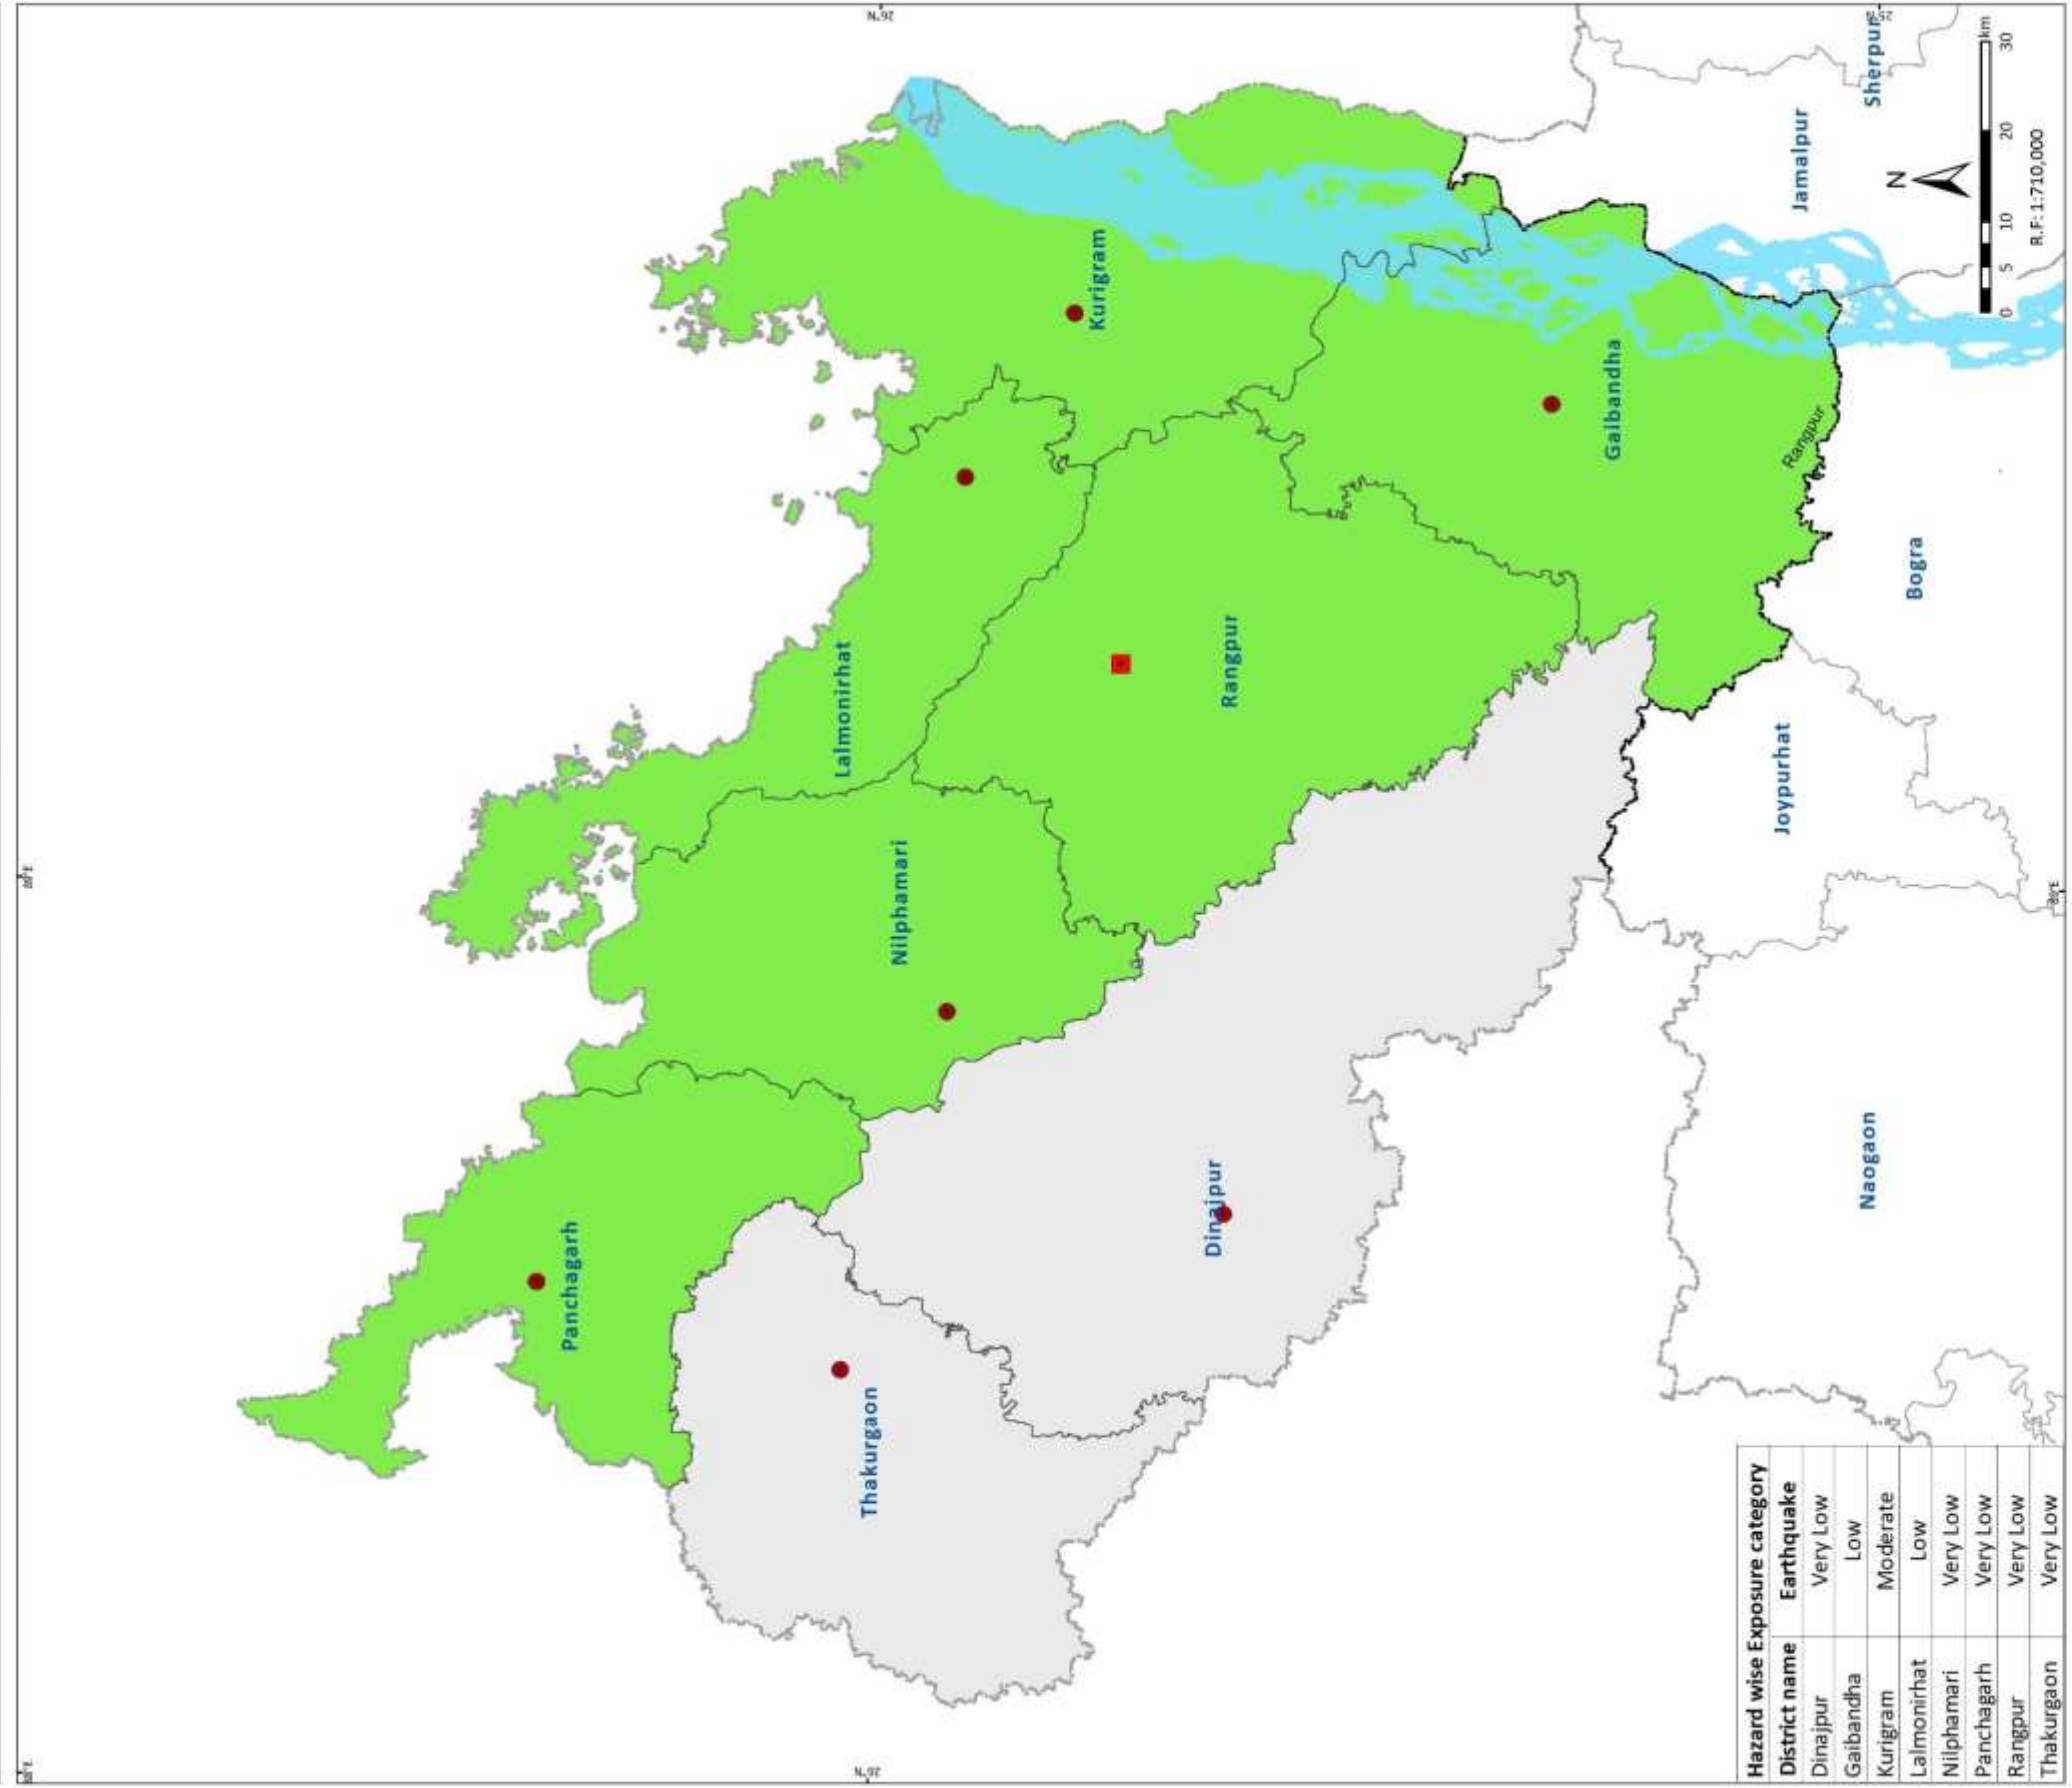 26°N
26°N
Panchagarh
Thakurgaon
Nilphamari
Lalmonirhat
Kurigram
Dinajpur
Rangpur
Gaibandha
Rangpur
Joypurhat
Jamalpur
Sherpur
Naogaon
Bogra
N
km
0 5 10 20 30
R.F: 1:710,000
Hazard wise Exposure category
District name Earthquake
Dinajpur Very Low
Gaibandha Low
Kurigram Moderate
Lalmonirhat Low
Nilphamari Very Low
Panchagarh Very Low
Rangpur Very Low
Thakurgaon Very Low